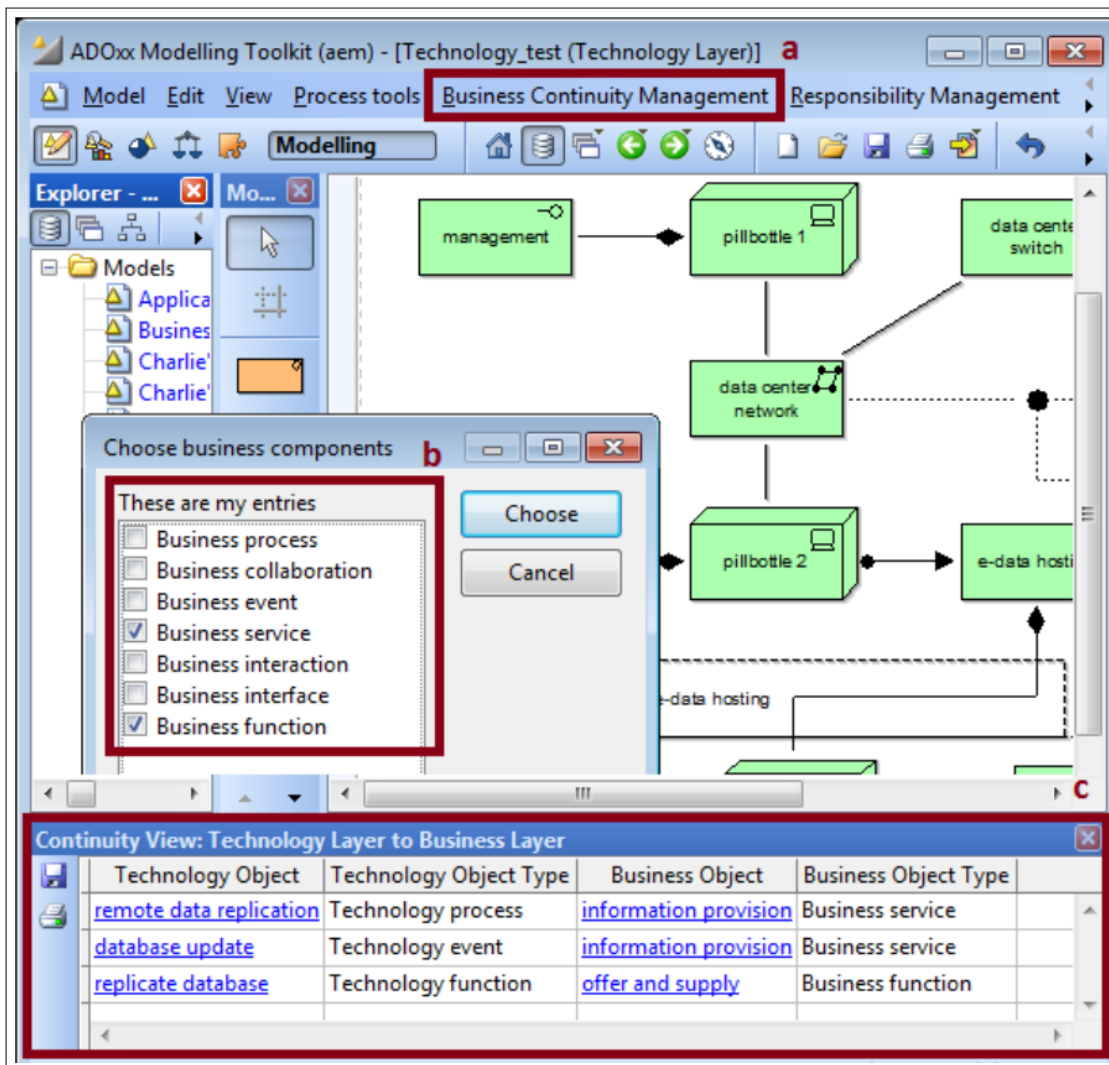 ADOxx Modelling Toolkit (aem) - [Technology_test (Technology Layer)] a
Model Edit View Process tools Business Continuity Management Responsibility Management
Modelling
Explorer - ... Mo...
Models
Applica
Busines
Charlie'
Charlie'
management
pillbottle 1
data cente
switch
data center
network
pillbottle 2
e-data hosti
e-data hosting
Choose business components b
These are my entries
Business process
Business collaboration
Business event
Business service
Business interaction
Business interface
Business function
Choose
Cancel
c
Continuity View: Technology Layer to Business Layer
Technology Object Technology Object Type Business Object Business Object Type
remote data replication Technology process information provision Business service
database update Technology event information provision Business service
replicate database Technology function offer and supply Business function